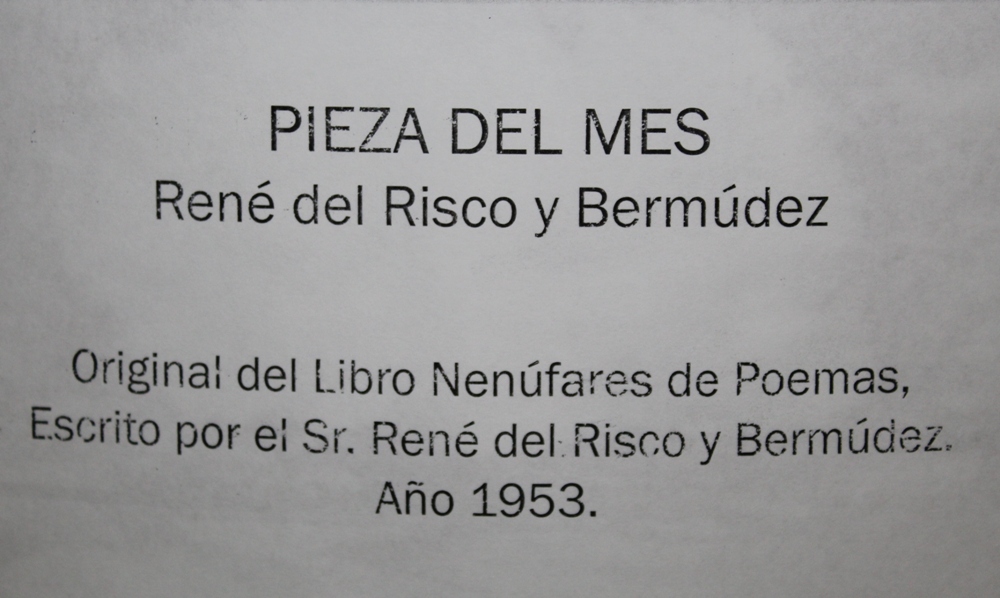 PIEZA DEL MES
René del Risco y Bermúdez
Original del Libro Nenúfares de Poemas,
Escrito por el Sr. René del Risco y Bermúdez.
Año 1953.